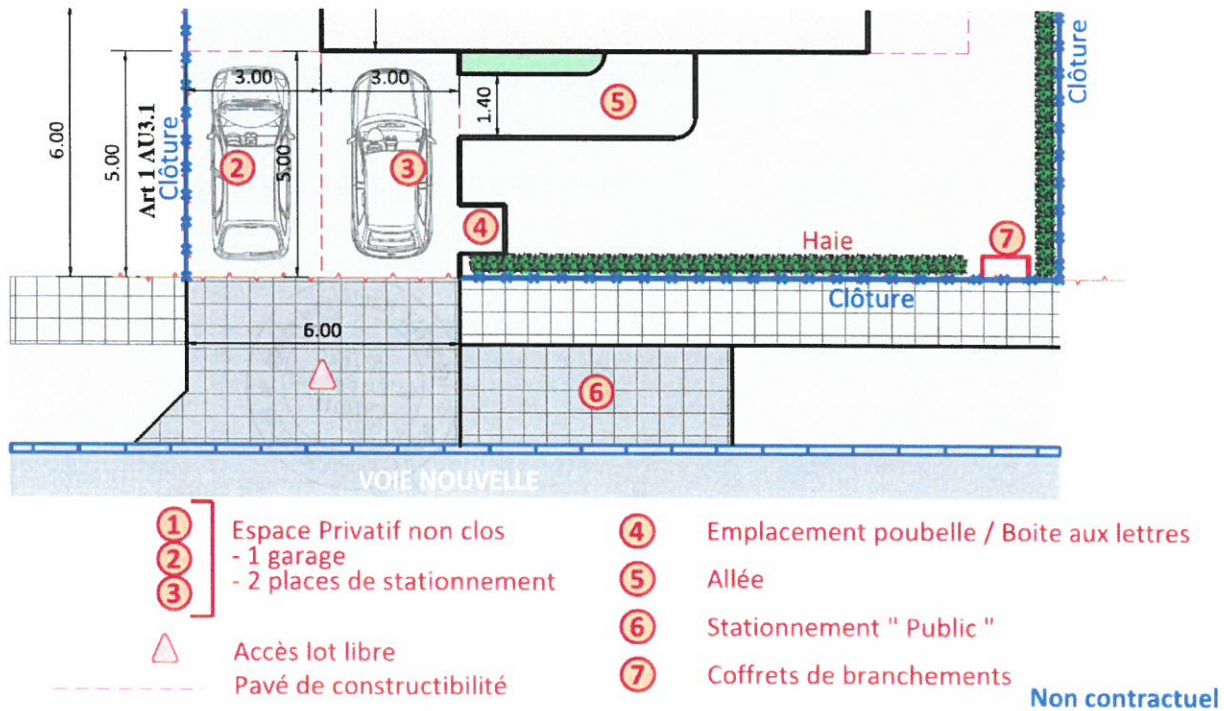 3.00
3.00
6.00
5.00
Art 1 AU3.1
Clôture
2
5.00
3
1.40
5
4
Haie
7
Clôture
Clôture
6.00
6
VOIE NOUVELLE
1
2
3
Espace Privatif non clos
- 1 garage
- 2 places de stationnement
Accès lot libre
Pavé de constructibilité
4 Emplacement poubelle / Boite aux lettres
5 Allée
6 Stationnement " Public "
7 Coffrets de branchements
Non contractuel